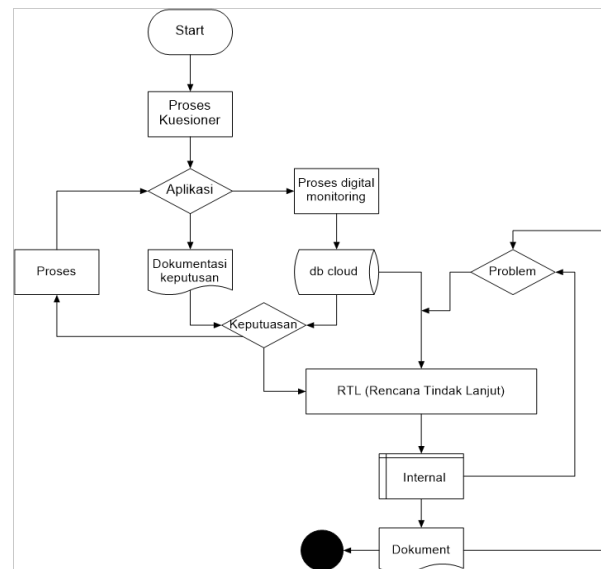 Start
Proses
Kuesioner
Aplikasi
Proses digital
monitoring
Proses
Dokumentasi
keputusan
db cloud
Problem
Keputuasan
RTL (Rencana Tindak Lanjut)
Internal
Dokument